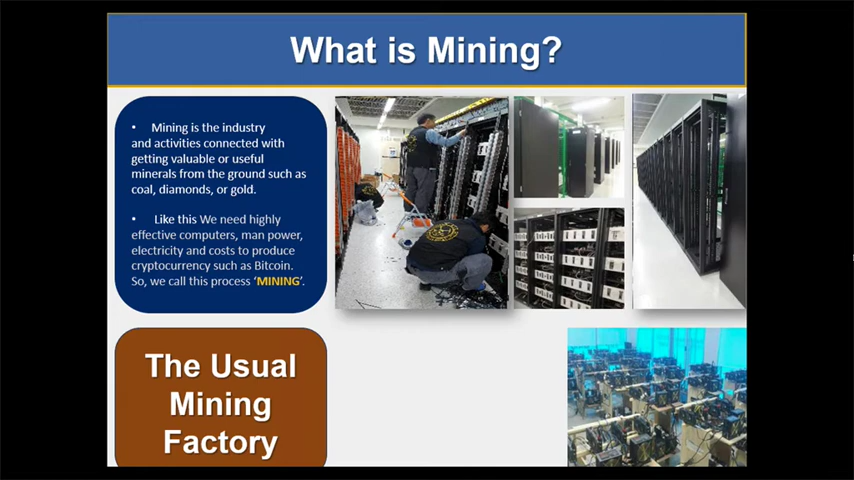 What is Mining?
• Mining is the industry
and activities connected with
getting valuable or useful
minerals from the ground such as
coal, diamonds, or gold.
• Like this We need highly
effective computers, man power,
electricity and costs to produce
cryptocurrency such as Bitcoin.
So, we call this process ‘MINING’.
The Usual
Mining
Factory